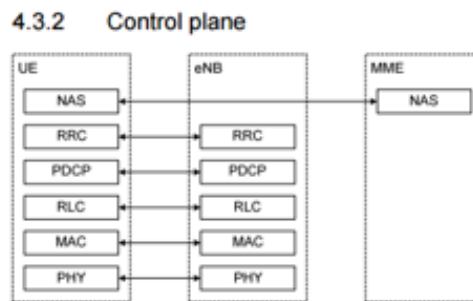 4.3.2 Control plane
UE eNB MME
NAS NAS
RRC RRC
PDCP PDCP
RLC RLC
MAC MAC
PHY PHY